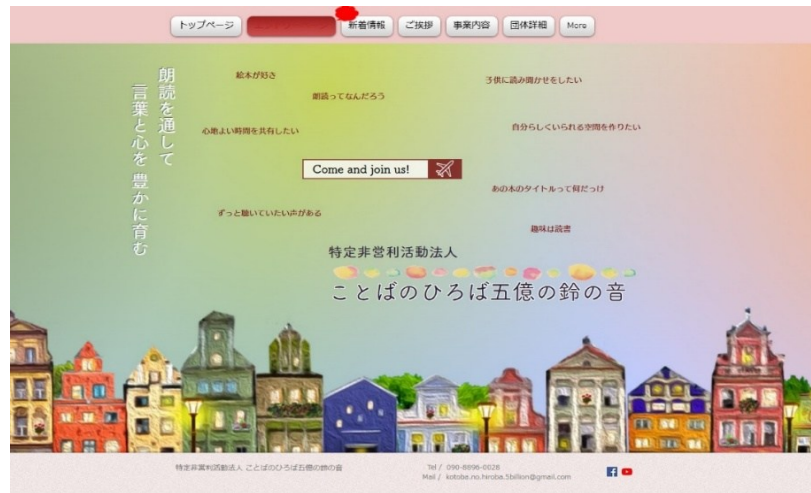 トップページ
新着情報
ご挨拶
事業内容
団体詳細
More
朗読を通して
言葉と心を 豊かに育む
絵本が好き
子供に読み聞かせをしたい
朗読ってなんだろう
心地よい時間を共有したい
自分らしくいられる空間を作りたい
Come and join us!
あの本のタイトルって何だっけ
ずっと聴いていたい声がある
趣味は読書
特定非営利活動法人
ことばのひろば五億の鈴の音
特定非営利活動法人 ことばのひろば五億の鈴の音
Tel / 090-8996-0026
Mail / kotoba.no.hiroba.5billion@gmail.com